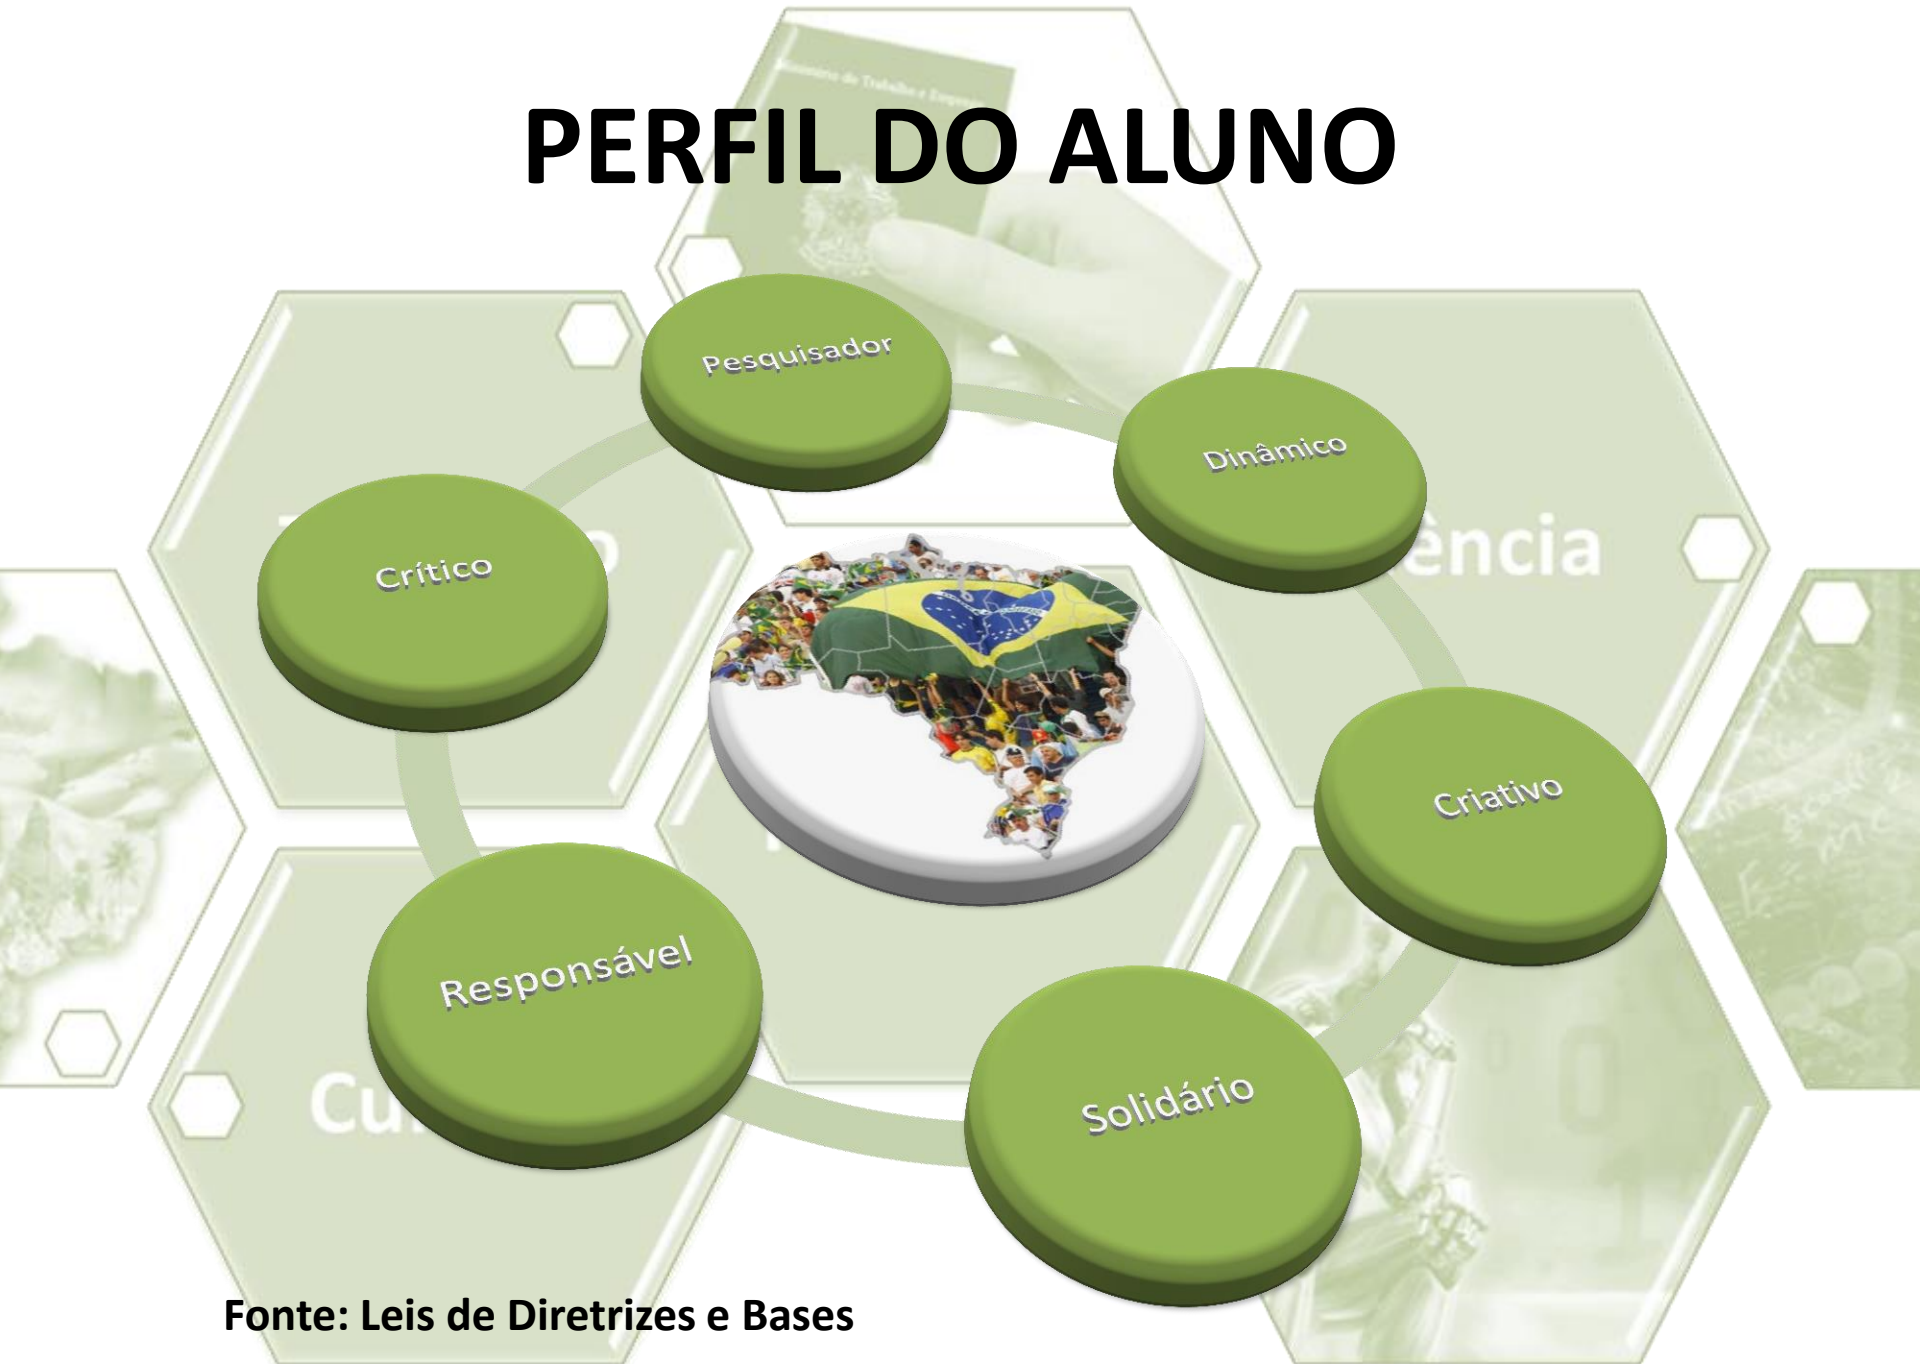 PERFIL DO ALUNO
Pesquisador
Dinâmico
Crítico
Criativo
Responsável
Solidário
Fonte: Leis de Diretrizes e Bases